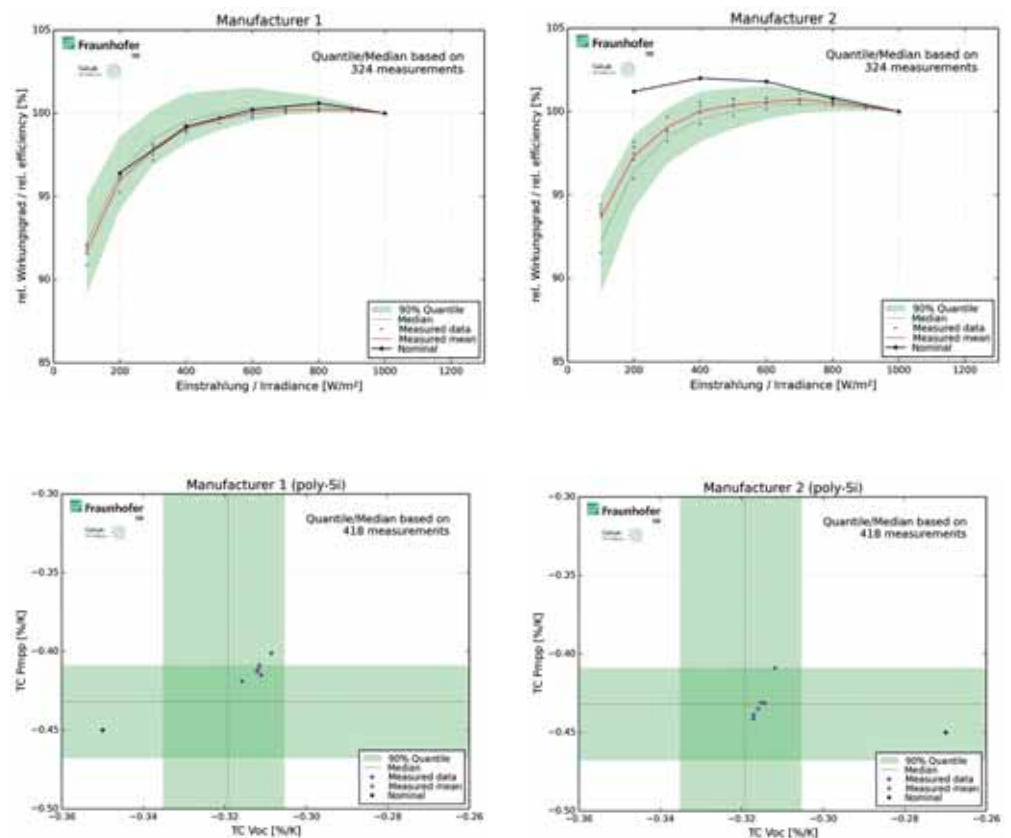 Manufacturer 1
105
100
95
90
85
rel. Wirkungsgrad / rel. efficiency [%]
Fraunhofer
ISE
Quantile/Median based on
324 measurements
90% Quantile
Median
Measured data
Measured mean
Nominal
0 200 400 600 800 1000 1200
Einstrahlung / Irradiance [W/m²]
Manufacturer 2
105
100
95
90
85
rel. Wirkungsgrad / rel. efficiency [%]
Fraunhofer
ISE
Quantile/Median based on
324 measurements
90% Quantile
Median
Measured data
Measured mean
Nominal
0 200 400 600 800 1000 1200
Einstrahlung / Irradiance [W/m²]
Manufacturer 1 (poly-Si)
−0.30
−0.35
−0.40
−0.45
−0.50
TC Pmpp [%/K]
Fraunhofer
ISE
Quantile/Median based on
418 measurements
90% Quantile
Median
Measured data
Measured mean
Nominal
−0.36 −0.34 −0.32 −0.30 −0.28 −0.26
TC Voc [%/K]
Manufacturer 2 (poly-Si)
−0.30
−0.35
−0.40
−0.45
−0.50
TC Pmpp [%/K]
Fraunhofer
ISE
Quantile/Median based on
418 measurements
90% Quantile
Median
Measured data
Measured mean
Nominal
−0.36 −0.34 −0.32 −0.30 −0.28 −0.26
TC Voc [%/K]